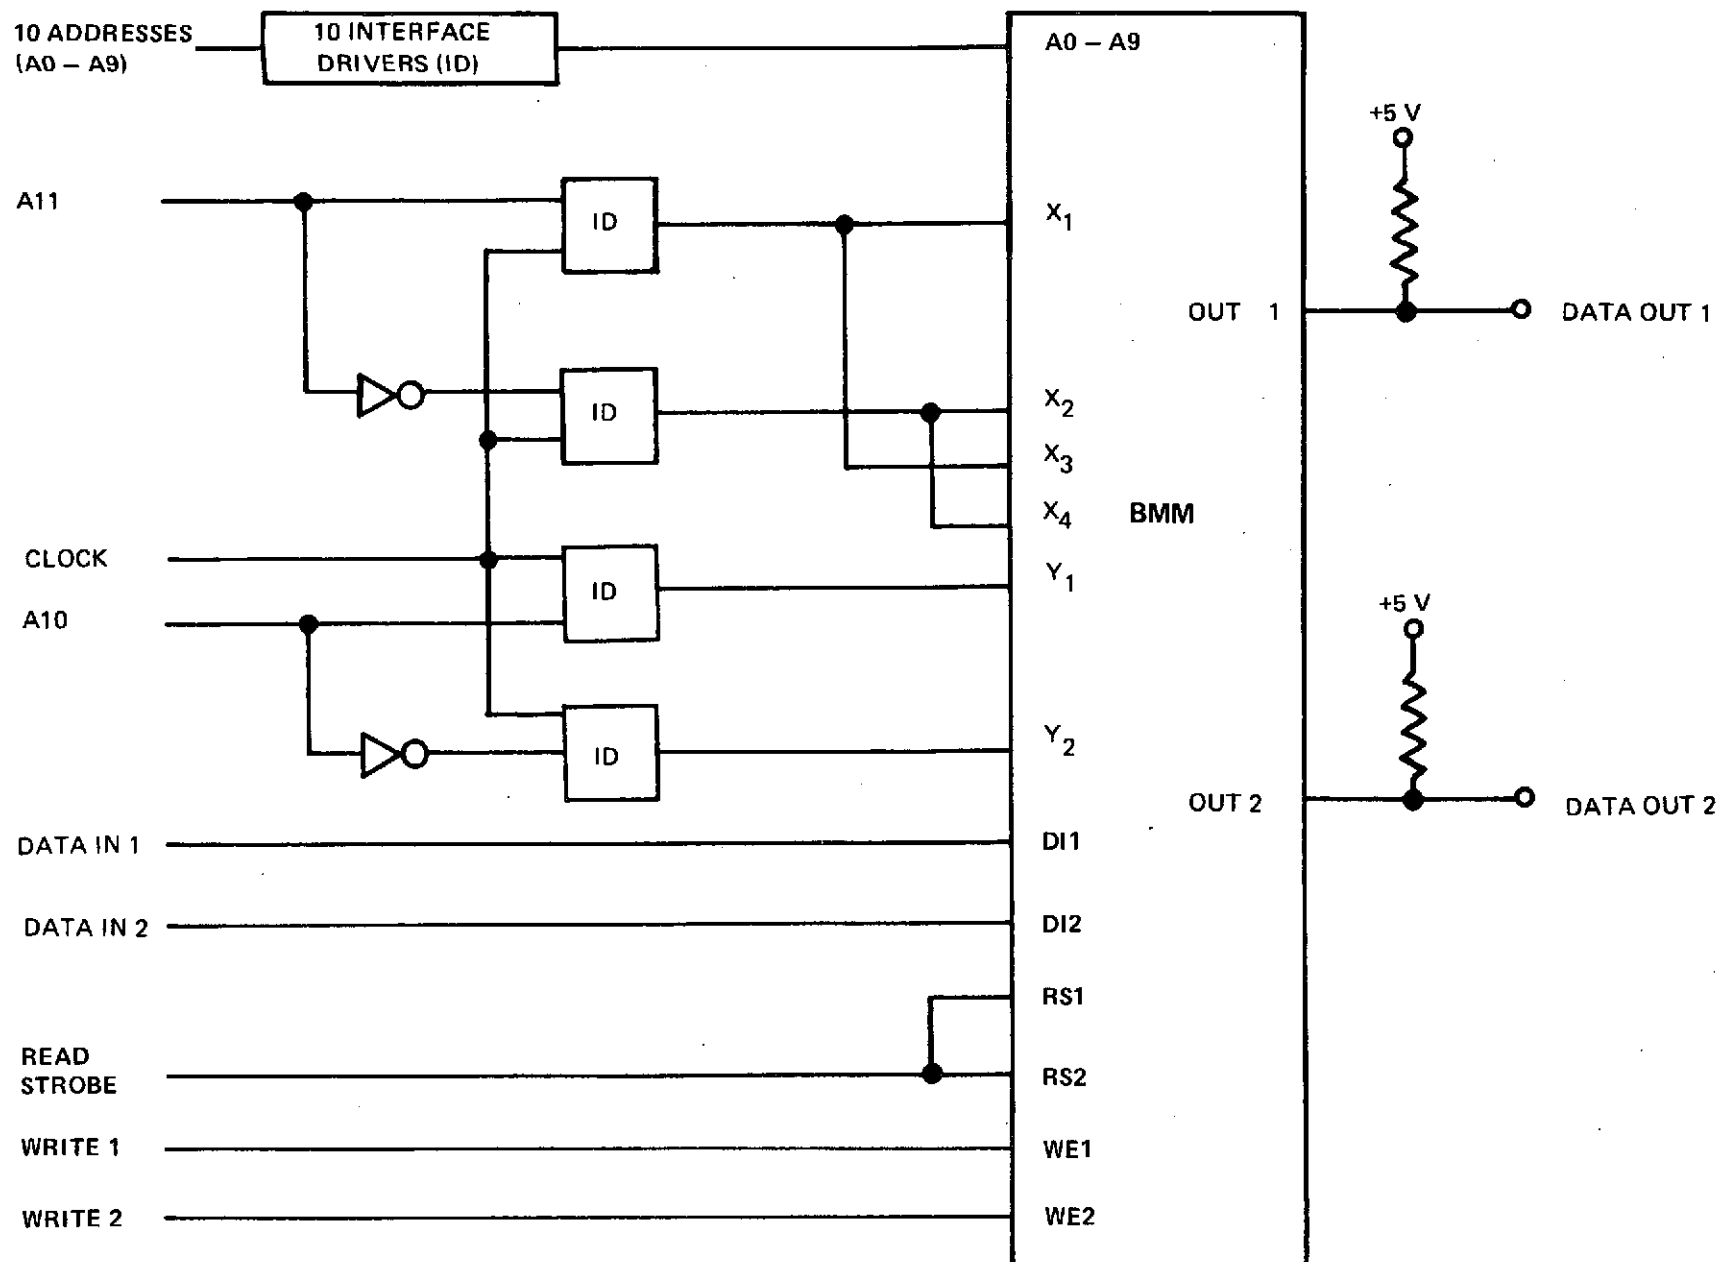 10 ADDRESSES
(A0 – A9)
10 INTERFACE
DRIVERS (ID)
A0 – A9
+5 V
A11
ID
X1
OUT 1
DATA OUT 1
ID
X2
X3
X4
BMM
CLOCK
ID
Y1
A10
+5 V
ID
Y2
OUT 2
DATA OUT 2
DATA IN 1
DI1
DATA IN 2
DI2
RS1
READ
STROBE
RS2
WRITE 1
WE1
WRITE 2
WE2